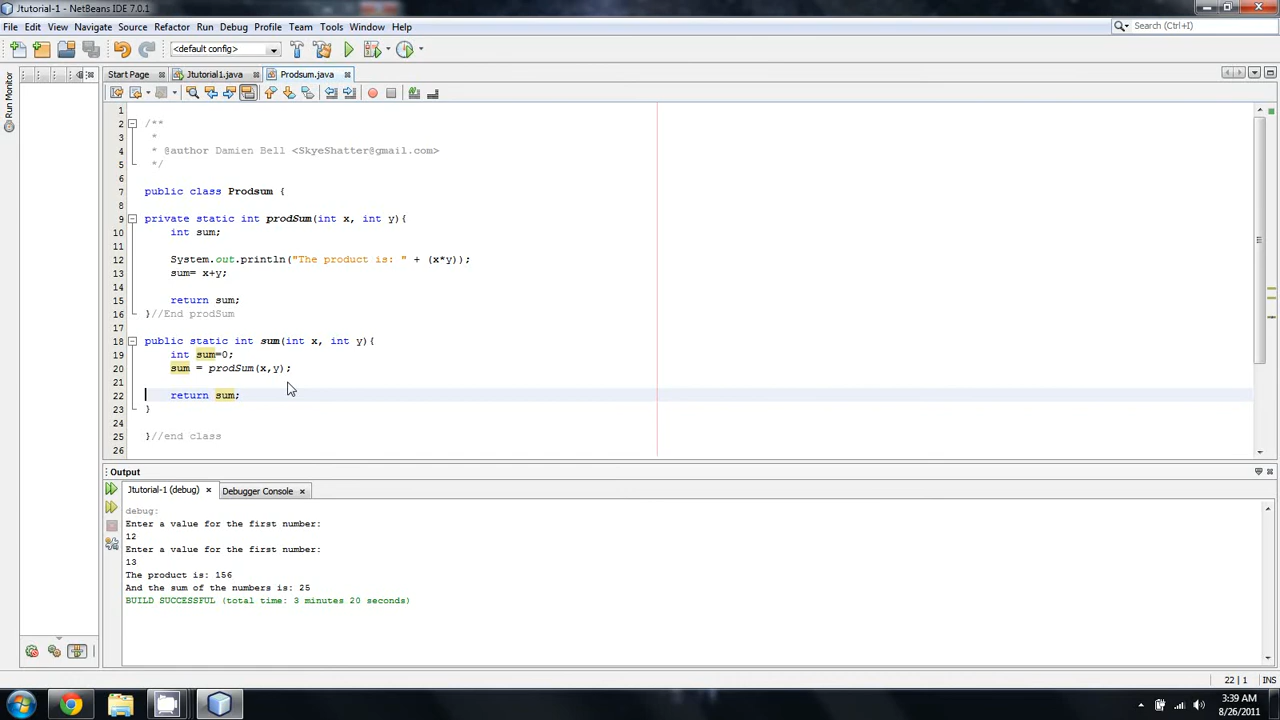 Jtutorial-1 - NetBeans IDE 7.0.1
File Edit View Navigate Source Refactor Run Debug Profile Team Tools Window Help
Search (Ctrl+I)
<default config>
Start Page Jtutorial1.java Prodsum.java
Run Monitor
1
2 /**
3 *
4 * @author Damien Bell <SkyeShatter@gmail.com>
5 */
6
7 public class Prodsum {
8
9 private static int prodSum(int x, int y){
10 int sum;
11
12 System.out.println("The product is: " + (x*y));
13 sum= x+y;
14
15 return sum;
16 }//End prodSum
17
18 public static int sum(int x, int y){
19 int sum=0;
20 sum = prodSum(x,y);
21
22 return sum;
23 }
24
25 }//end class
26
Output
Jtutorial-1 (debug) Debugger Console
debug:
Enter a value for the first number:
12
Enter a value for the first number:
13
The product is: 156
And the sum of the numbers is: 25
BUILD SUCCESSFUL (total time: 3 minutes 20 seconds)
22 | 1 INS
3:39 AM
8/26/2011